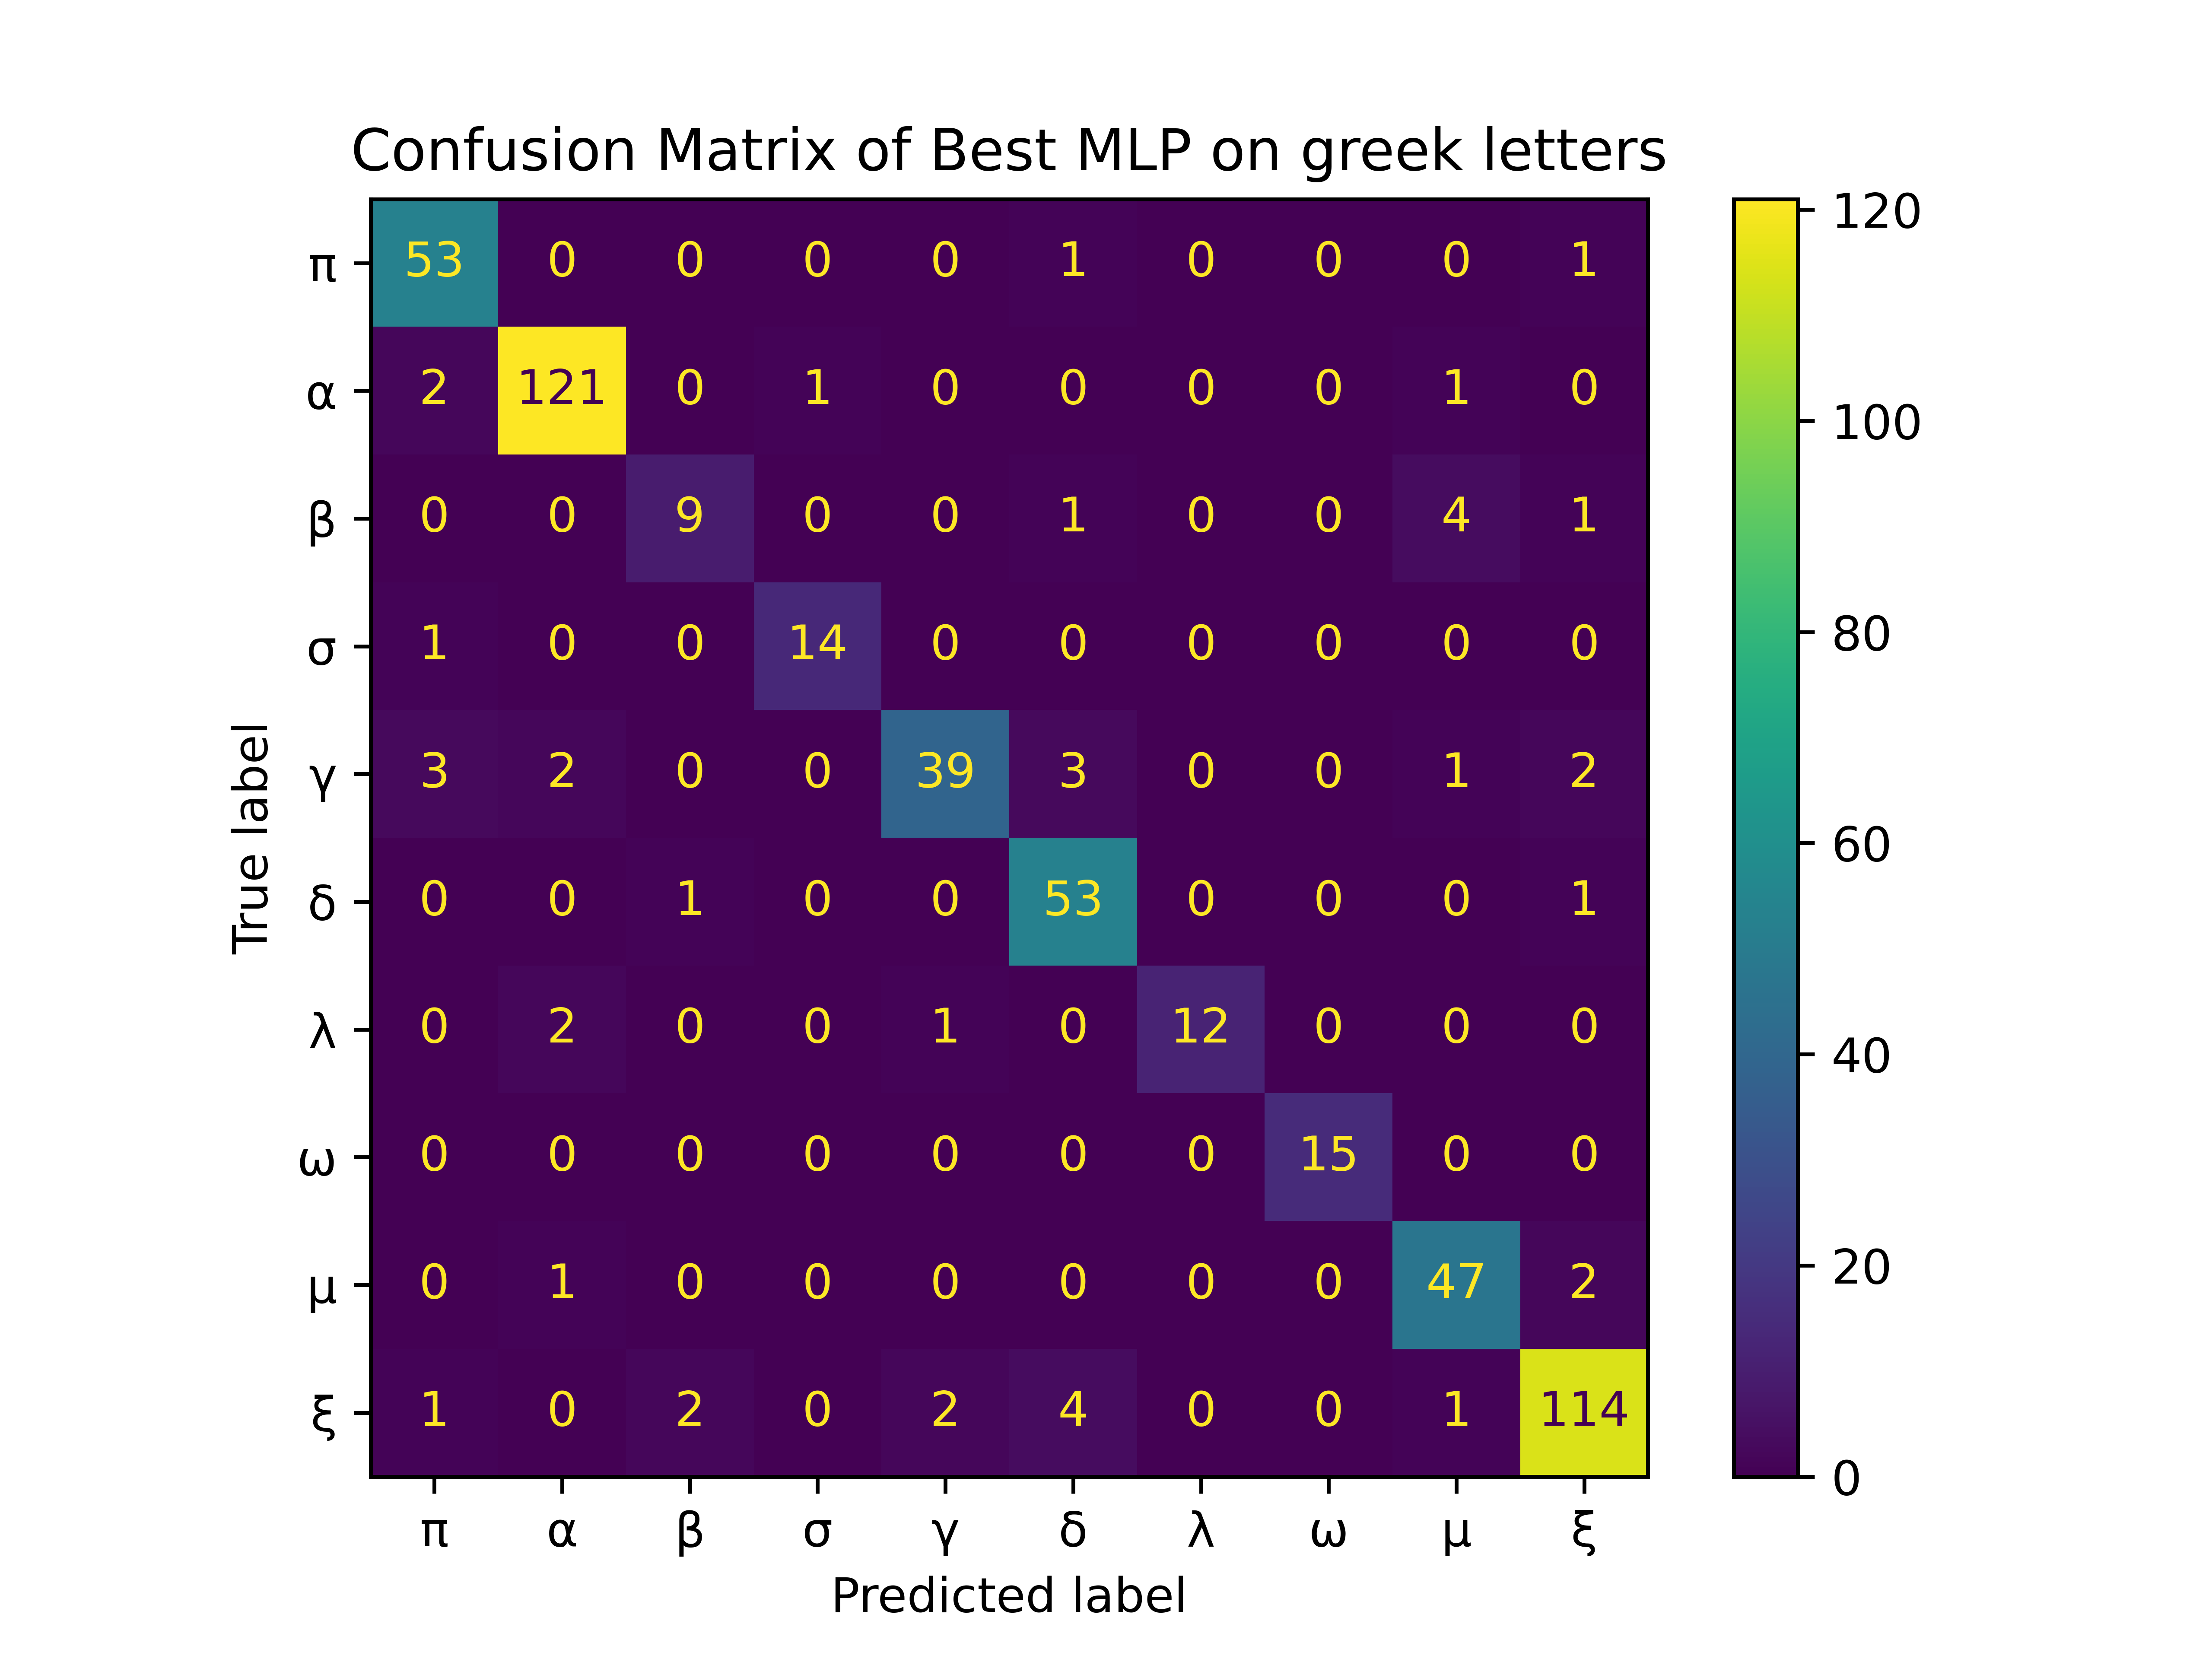 Confusion Matrix of Best MLP on greek letters
π 53 0 0 0 0 1 0 0 0 1
α 2 121 0 1 0 0 0 0 1 0
β 0 0 9 0 0 1 0 0 4 1
σ 1 0 0 14 0 0 0 0 0 0
γ 3 2 0 0 39 3 0 0 1 2
δ 0 0 1 0 0 53 0 0 0 1
λ 0 2 0 0 1 0 12 0 0 0
ω 0 0 0 0 0 0 0 15 0 0
μ 0 1 0 0 0 0 0 0 47 2
ξ 1 0 2 0 2 4 0 0 1 114
π α β σ γ δ λ ω μ ξ
Predicted label
True label
120
100
80
60
40
20
0